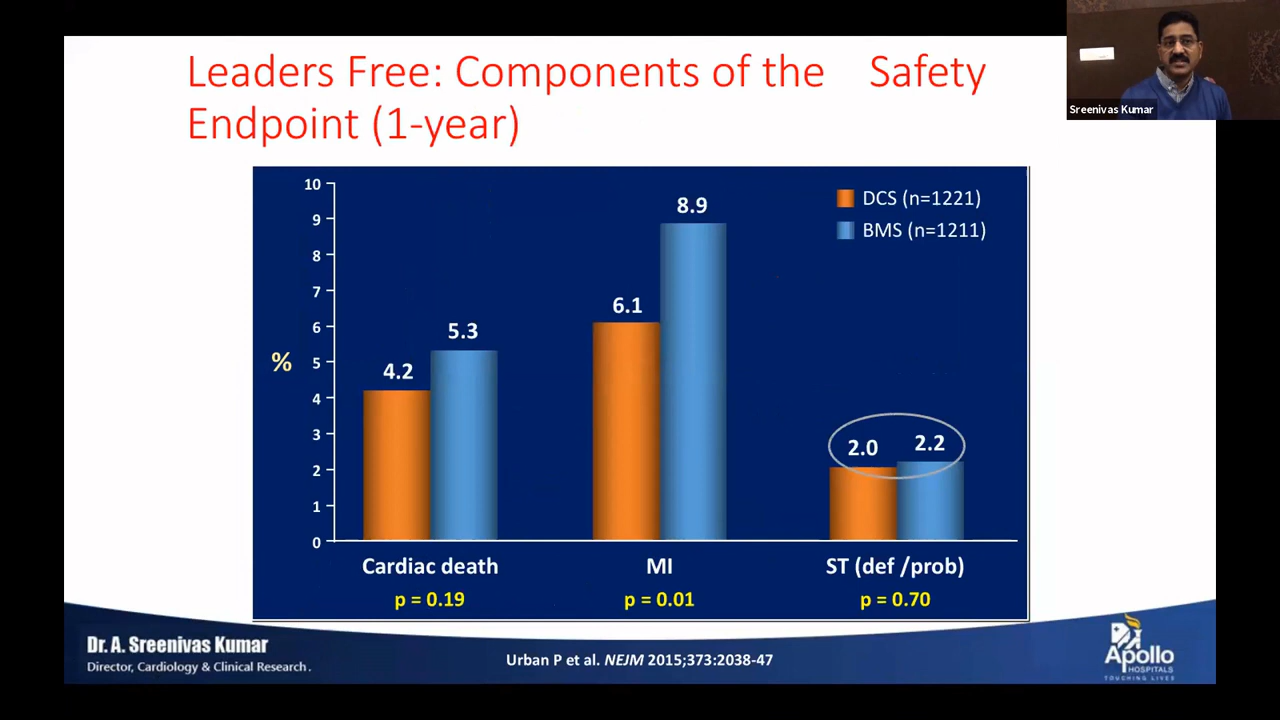 Leaders Free: Components of the Safety
Endpoint (1-year)
Sreenivas Kumar
10
9
8
7
6
5
4
3
2
1
0
%
DCS (n=1221)
BMS (n=1211)
4.2
5.3
6.1
8.9
2.0
2.2
Cardiac death
MI
ST (def /prob)
p = 0.19
p = 0.01
p = 0.70
Dr. A. Sreenivas Kumar
Director, Cardiology & Clinical Research .
Urban P et al. NEJM 2015;373:2038-47
Apollo
HOSPITALS
TOUCHING LIVES